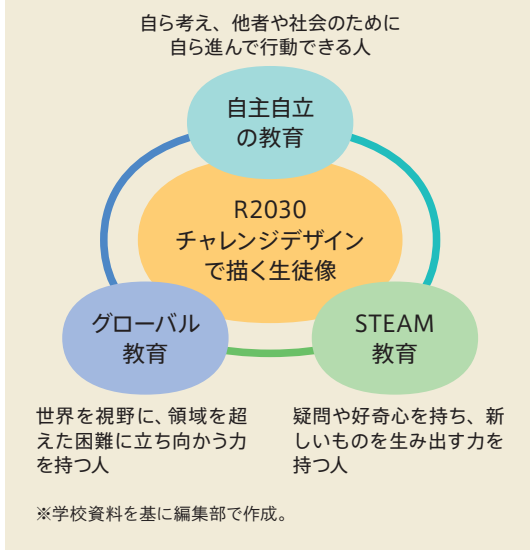 自ら考え、他者や社会のために
自ら進んで行動できる人
自主自立
の教育
R2030
チャレンジデザイン
で描く生徒像
グローバル
教育
STEAM
教育
世界を視野に、領域を超
えた困難に立ち向かう力
を持つ人
疑問や好奇心を持ち、新
しいものを生み出す力を
持つ人
※学校資料を基に編集部で作成。